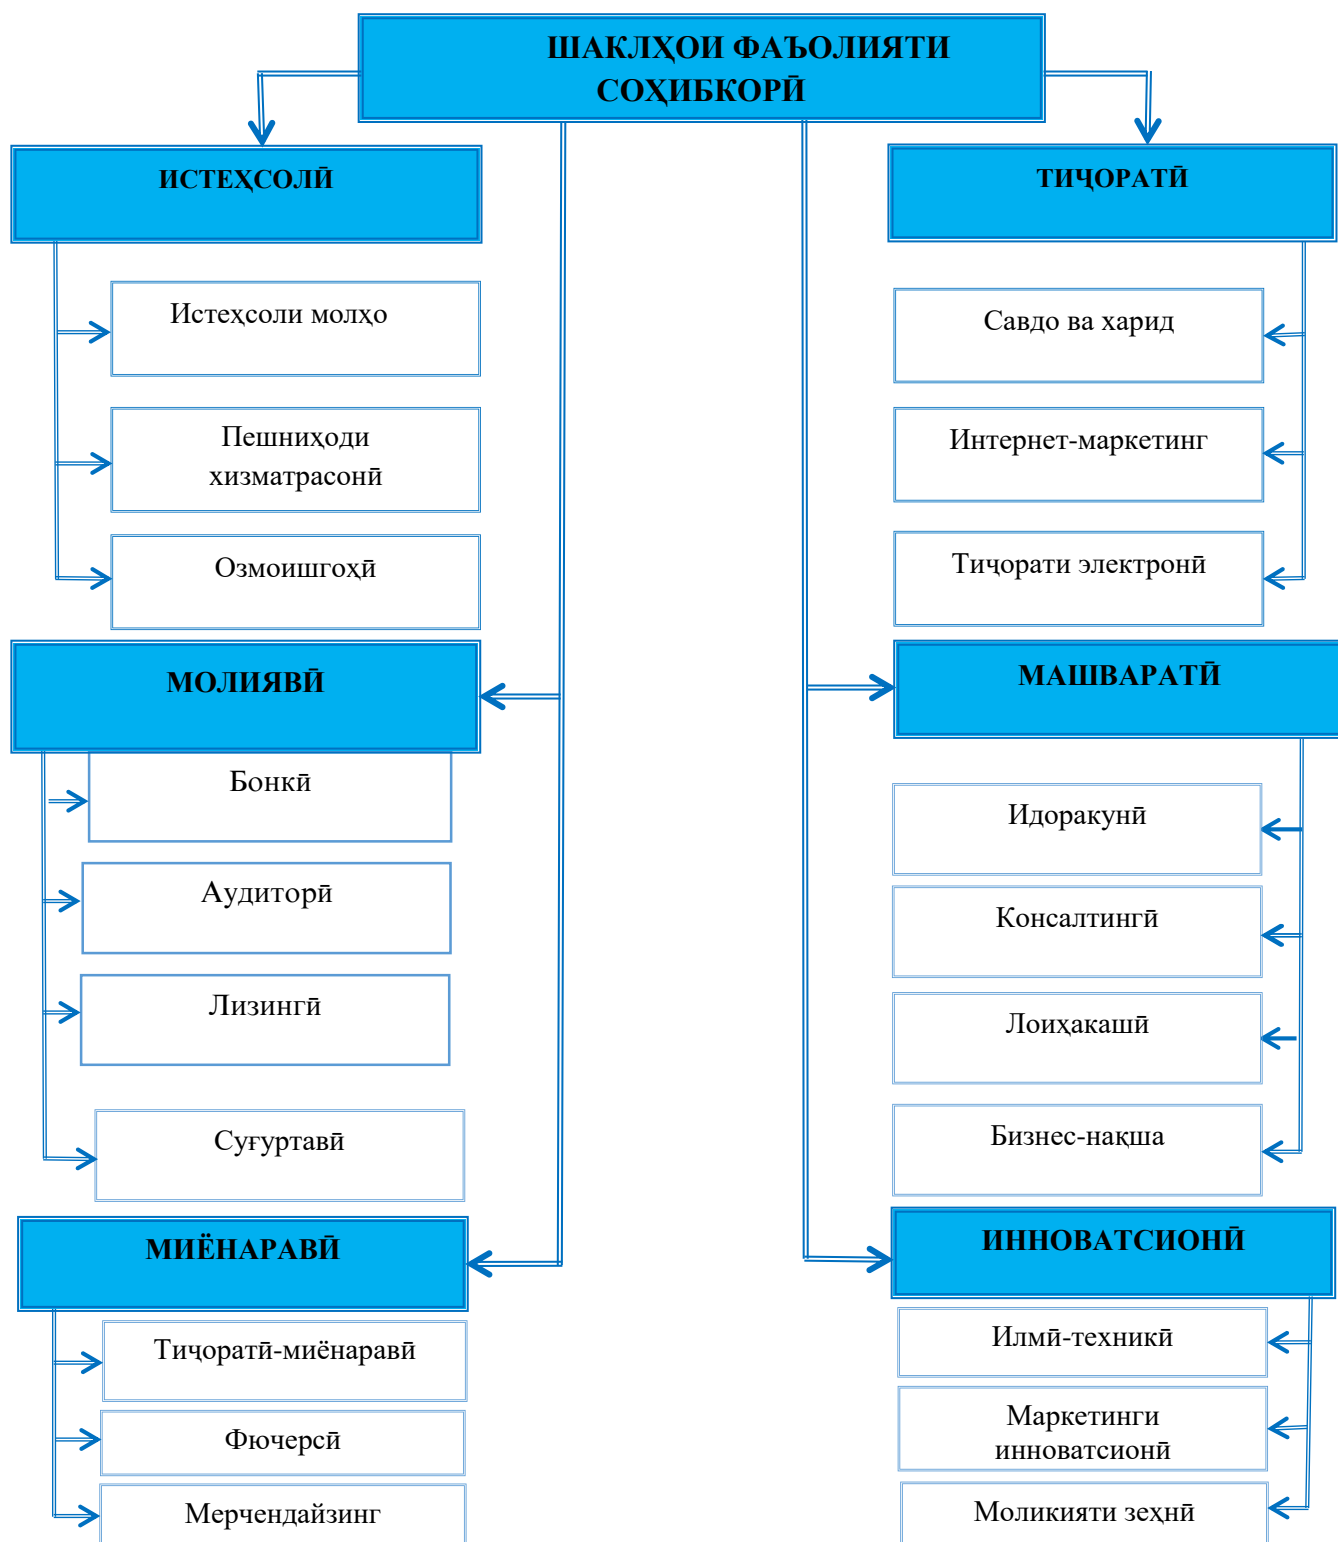 ШАКЛҲОИ ФАЪОЛИЯТИ
СОҲИБКОРӢ
ИСТЕҲСОЛӢ
Истеҳсоли молҳо
Пешниҳоди
хизматрасонӣ
Озмоишгоҳӣ
МОЛИЯВӢ
Бонкӣ
Аудиторӣ
Лизингӣ
Суғуртавӣ
МИЁНАРАВӢ
Тиҷоратӣ-миёнаравӣ
Фючерсӣ
Мерчендайзинг
ТИҶОРАТӢ
Савдо ва харид
Интернет-маркетинг
Тиҷорати электронӣ
МАШВАРАТӢ
Идоракунӣ
Консалтингӣ
Лоиҳакашӣ
Бизнес-нақша
ИННОВАТСИОНӢ
Илмӣ-техникӣ
Маркетинги
инноватсионӣ
Моликияти зеҳнӣ